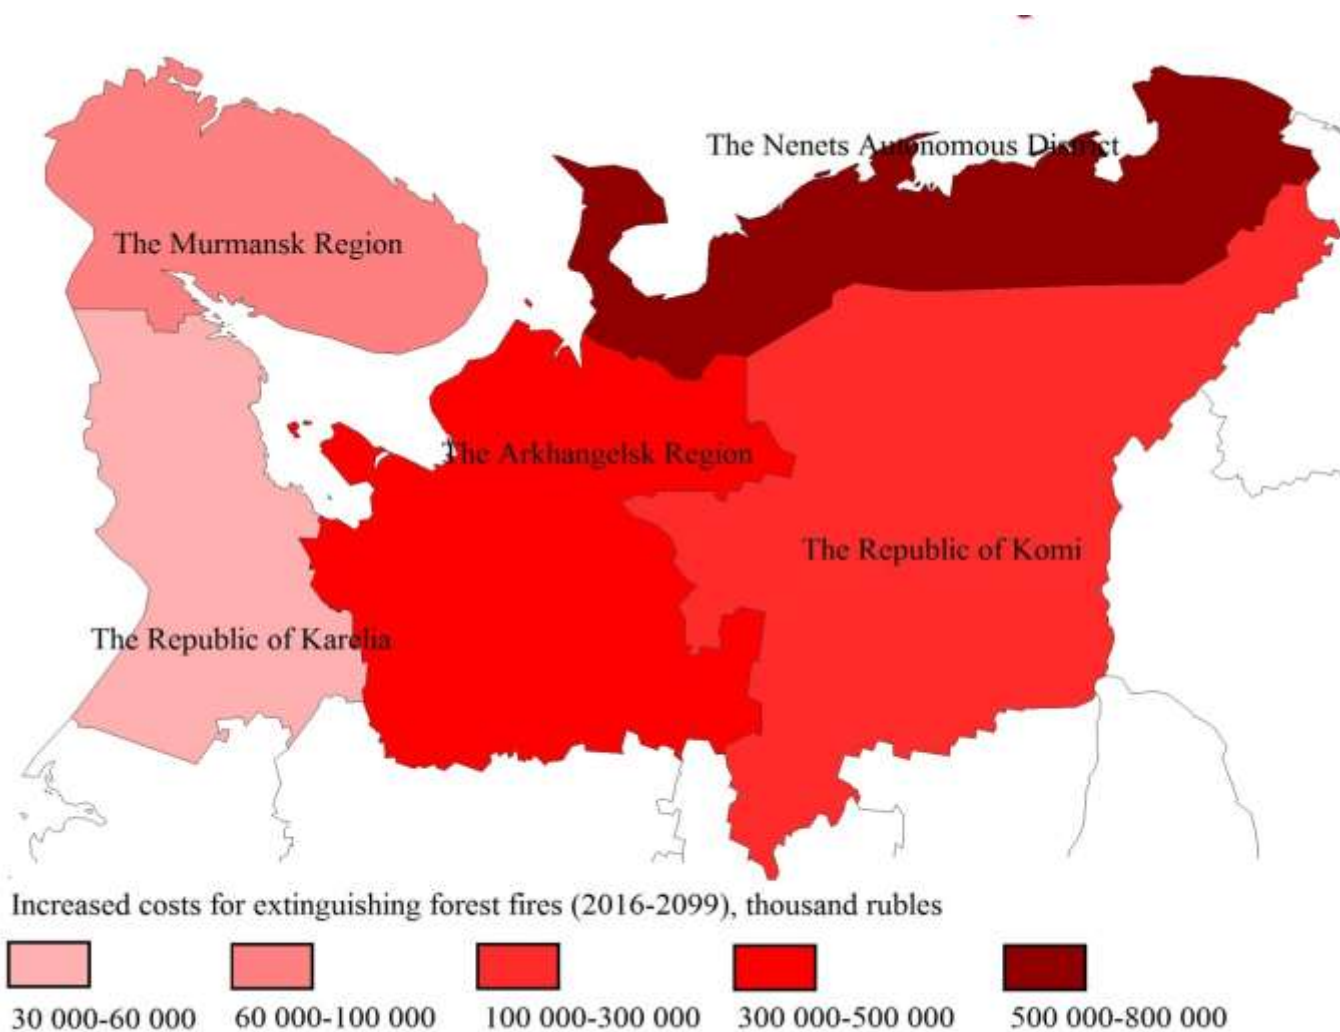 The Nenets Autonomous District
The Murmansk Region
The Arkhangelsk Region
The Republic of Komi
The Republic of Karelia
Increased costs for extinguishing forest fires (2016-2099), thousand rubles
30 000-60 000
60 000-100 000
100 000-300 000
300 000-500 000
500 000-800 000